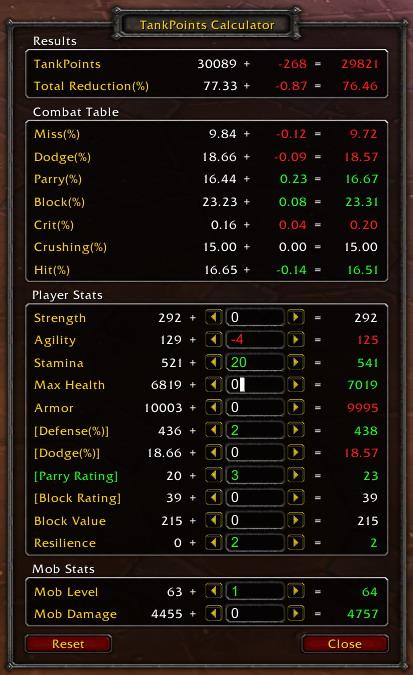 TankPoints Calculator
Results
TankPoints 30089 + -268 = 29821
Total Reduction(%) 77.33 + -0.87 = 76.46
Combat Table
Miss(%) 9.84 + -0.12 = 9.72
Dodge(%) 18.66 + -0.09 = 18.57
Parry(%) 16.44 + 0.23 = 16.67
Block(%) 23.23 + 0.08 = 23.31
Crit(%) 0.16 + 0.04 = 0.20
Crushing(%) 15.00 + 0.00 = 15.00
Hit(%) 16.65 + -0.14 = 16.51
Player Stats
Strength 292 + 0 = 292
Agility 129 + -4 = 125
Stamina 521 + 20 = 541
Max Health 6819 + 0 = 7019
Armor 10003 + 0 = 9995
[Defense(%)] 436 + 2 = 438
[Dodge(%)] 18.66 + 0 = 18.57
[Parry Rating] 20 + 3 = 23
[Block Rating] 39 + 0 = 39
Block Value 215 + 0 = 215
Resilience 0 + 2 = 2
Mob Stats
Mob Level 63 + 1 = 64
Mob Damage 4455 + 0 = 4757
Reset Close